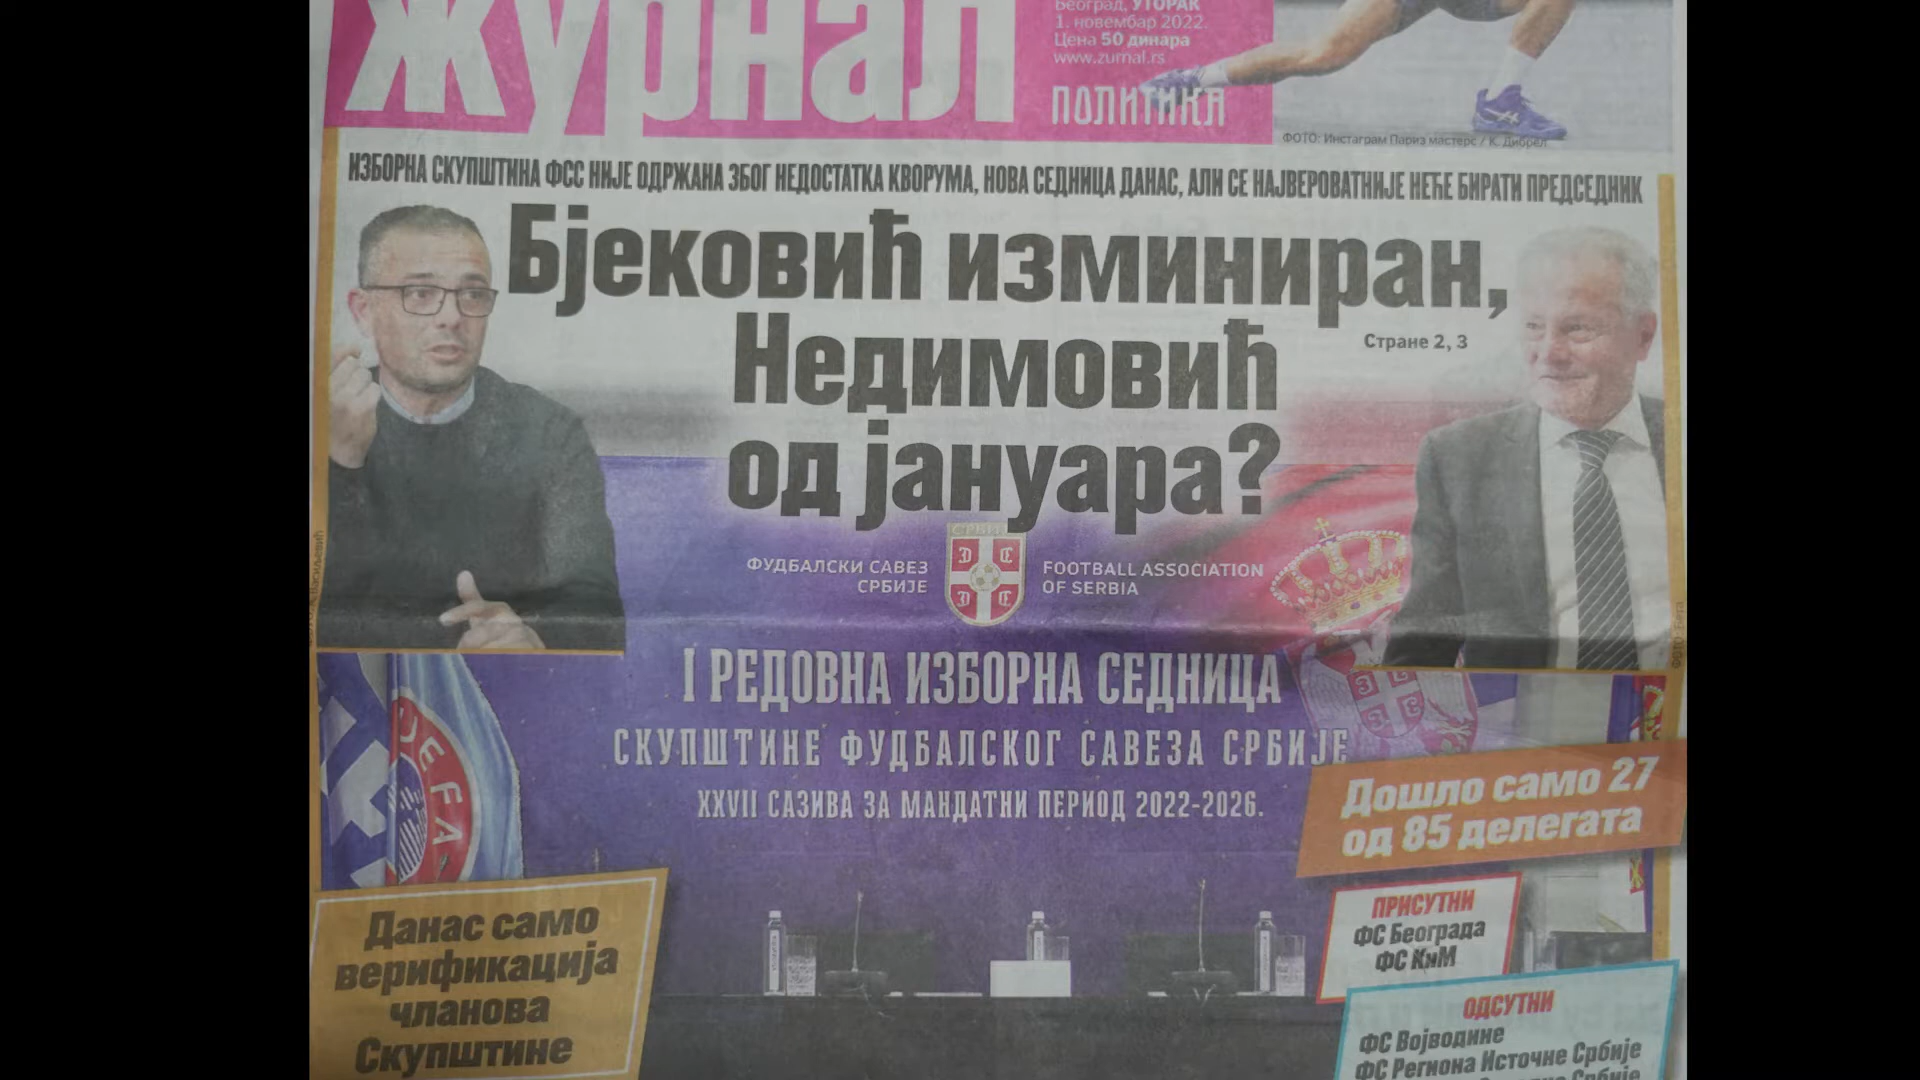 журнал
Београд, УТОРАК
1. новембар 2022.
Цена 50 динара
www.zurnal.rs
ПОЛИТИКА
ФОТО: Инстаграм Париз мастерс / К. Дибрел
ИЗБОРНА СКУПШТИНА ФСС НИЈЕ ОДРЖАНА ЗБОГ НЕДОСТАТКА КВОРУМА, НОВА СЕДНИЦА ДАНАС, АЛИ СЕ НАЈВЕРОВАТНИЈЕ НЕЋЕ БИРАТИ ПРЕДСЕДНИК
Бјековић изминиран,
Недимовић
од јануара?
Стране 2, 3
ФУДБАЛСКИ САВЕЗ
СРБИЈЕ
FOOTBALL ASSOCIATION
OF SERBIA
I РЕДОВНА ИЗБОРНА СЕДНИЦА
СКУПШТИНЕ ФУДБАЛСКОГ САВЕЗА СРБИЈЕ
XXVII САЗИВА ЗА МАНДАТНИ ПЕРИОД 2022-2026.
UEFA
Дошло само 27
од 85 делегата
Данас само
верификација
чланова
Скупштине
ПРИСУТНИ
ФС Београда
ФС КиМ
ОДСУТНИ
ФС Војводине
ФС Региона Источне Србије
Србије